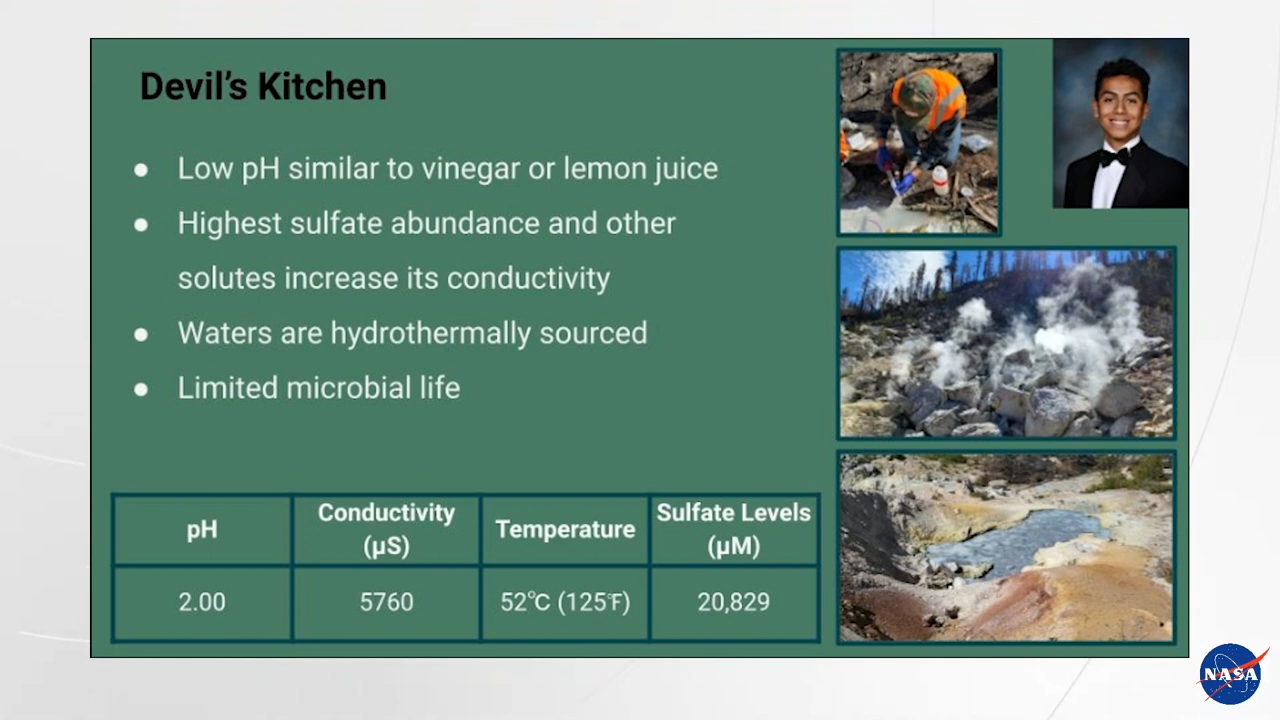 Devil's Kitchen
● Low pH similar to vinegar or lemon juice
● Highest sulfate abundance and other
solutes increase its conductivity
● Waters are hydrothermally sourced
● Limited microbial life
pH
Conductivity
(µS)
Temperature
Sulfate Levels
(µM)
2.00
5760
52℃ (125℉)
20,829
NASA